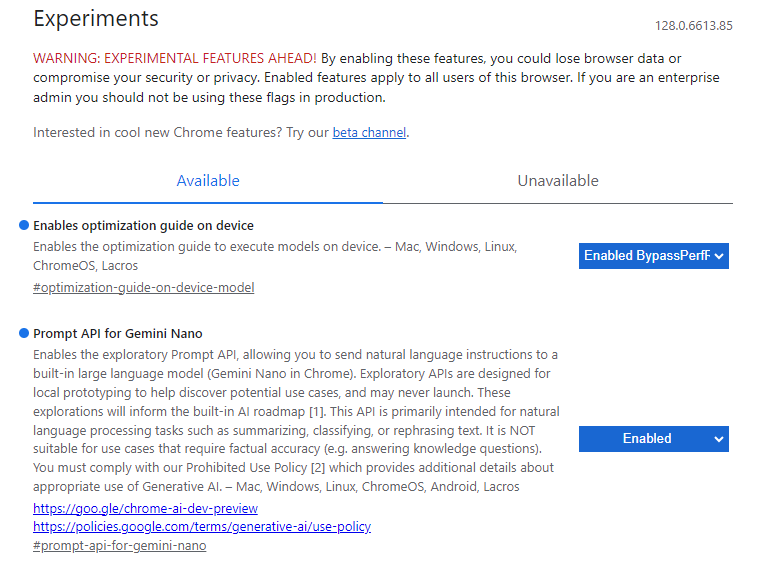 Experiments
128.0.6613.85
WARNING: EXPERIMENTAL FEATURES AHEAD! By enabling these features, you could lose browser data or
compromise your security or privacy. Enabled features apply to all users of this browser. If you are an enterprise
admin you should not be using these flags in production.
Interested in cool new Chrome features? Try our beta channel.
Available
Unavailable
Enables optimization guide on device
Enables the optimization guide to execute models on device. – Mac, Windows, Linux,
ChromeOS, Lacros
#optimization-guide-on-device-model
Enabled BypassPerfR
Prompt API for Gemini Nano
Enables the exploratory Prompt API, allowing you to send natural language instructions to a
built-in large language model (Gemini Nano in Chrome). Exploratory APIs are designed for
local prototyping to help discover potential use cases, and may never launch. These
explorations will inform the built-in AI roadmap [1]. This API is primarily intended for natural
language processing tasks such as summarizing, classifying, or rephrasing text. It is NOT
suitable for use cases that require factual accuracy (e.g. answering knowledge questions).
You must comply with our Prohibited Use Policy [2] which provides additional details about
appropriate use of Generative AI. – Mac, Windows, Linux, ChromeOS, Android, Lacros
https://goo.gle/chrome-ai-dev-preview
https://policies.google.com/terms/generative-ai/use-policy
#prompt-api-for-gemini-nano
Enabled